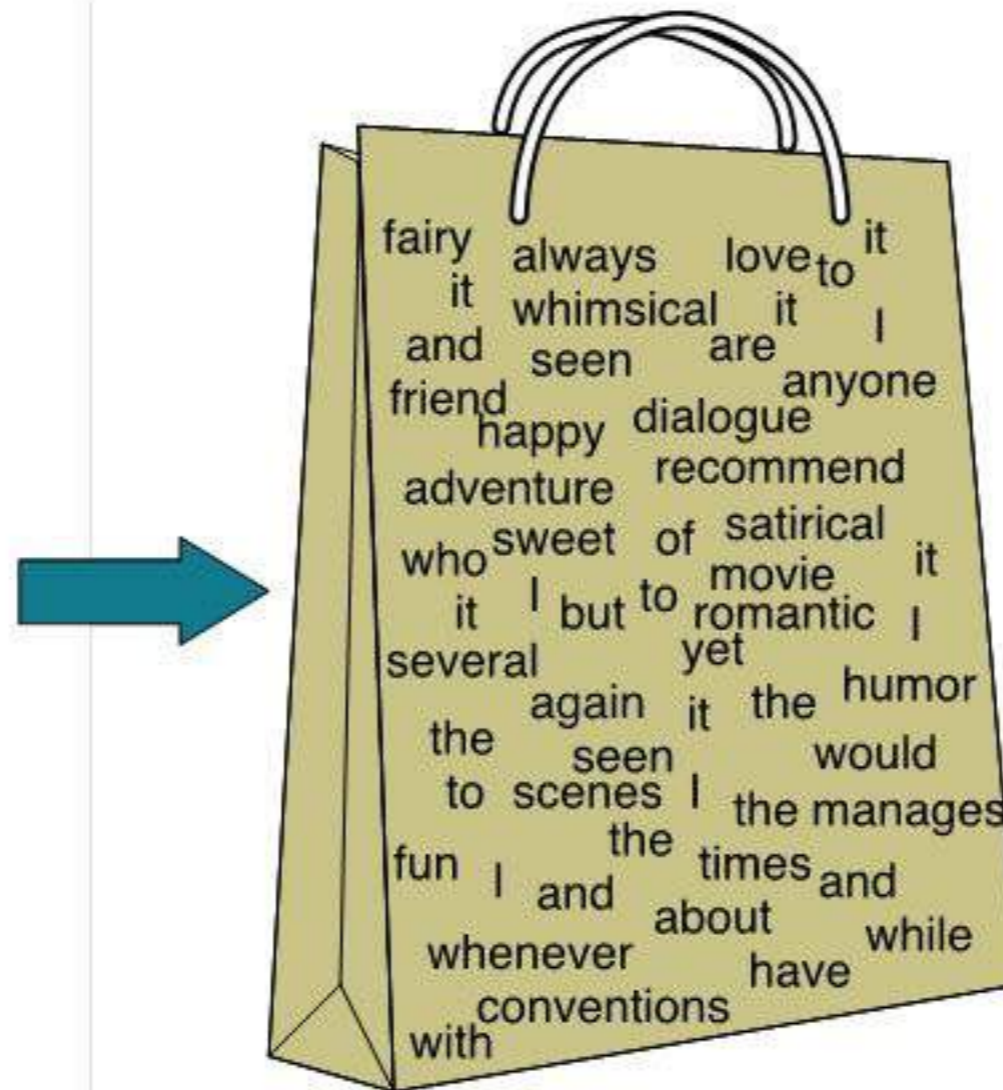 fairy always love to it
it whimsical it I
and seen are anyone
friend happy dialogue
adventure recommend
who sweet of satirical it
it I but to movie romantic I
several yet
again it the humor
the seen would
to scenes I the manages
fun I the times and
and about
whenever have while
conventions
with